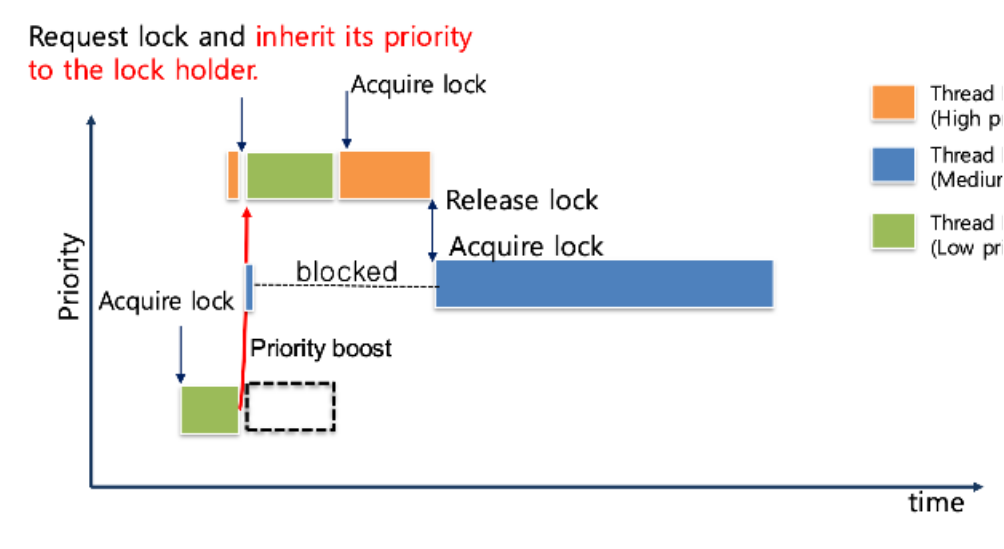 Request lock and inherit its priority
to the lock holder.
Acquire lock
Thread
(High
Thread
Release lock
Acquire lock
Thread
(Low
blocked
Acquire lock
Priority boost
Priority
time